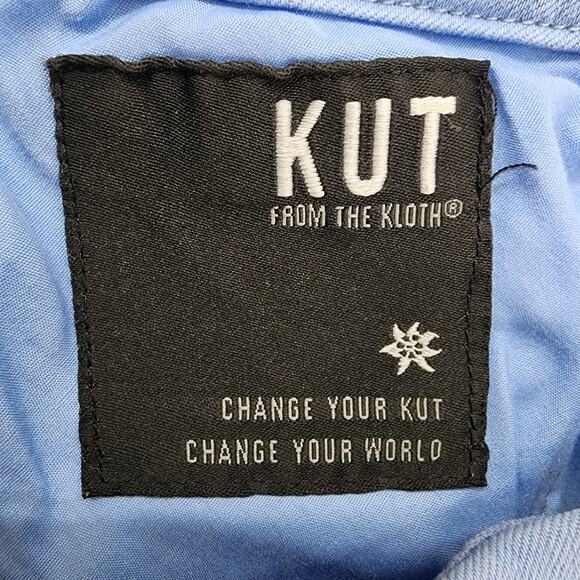 KUT
FROM THE KLOTH®
CHANGE YOUR KUT
CHANGE YOUR WORLD